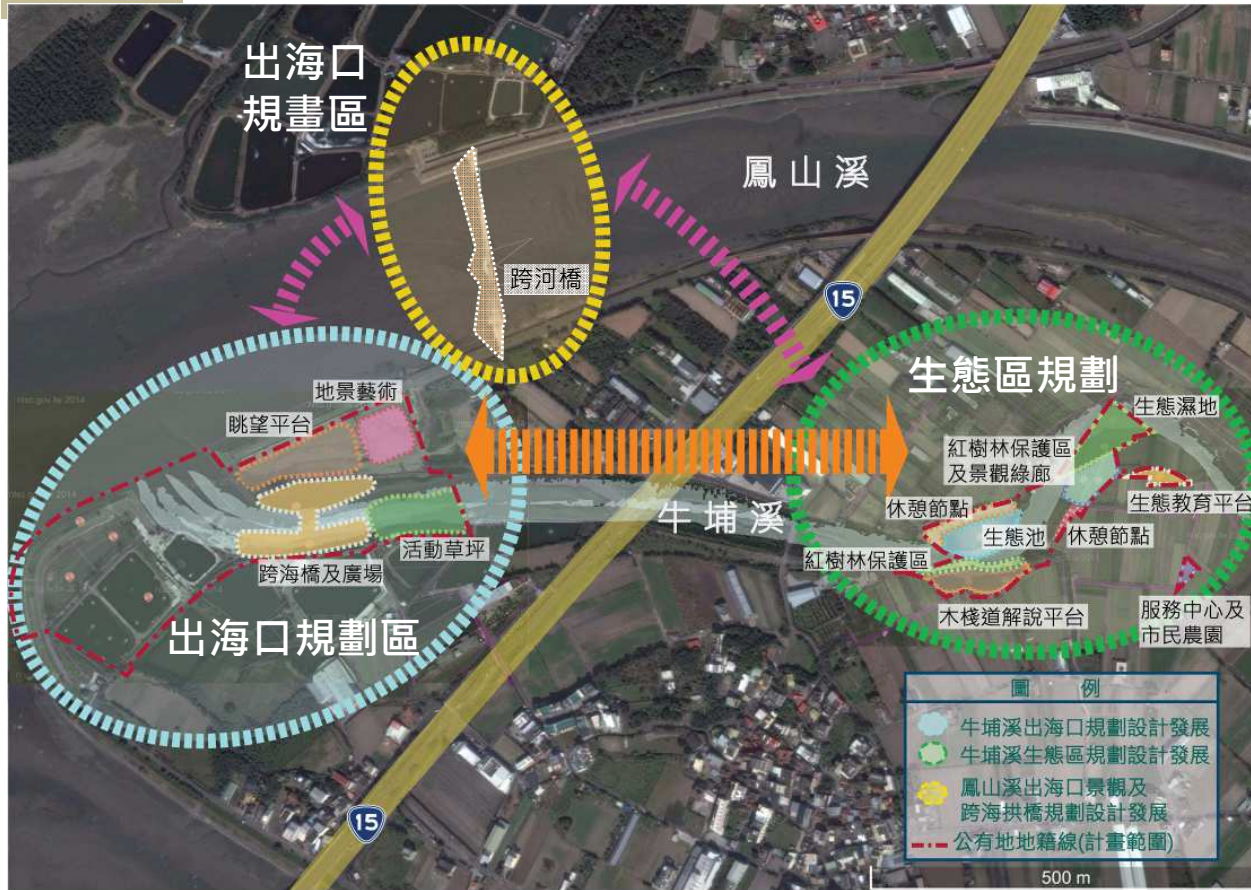 出海口
規畫區
鳳山溪
跨河橋
15
生態區規劃
地景藝術
眺望平台
生態濕地
紅樹林保護區
及景觀綠廊
生態教育平台
休憩節點
牛埔溪
生態池
休憩節點
活動草坪
紅樹林保護區
跨海橋及廣場
木棧道解說平台
服務中心及
市民農園
出海口規劃區
圖 例
牛埔溪出海口規劃設計發展
牛埔溪生態區規劃設計發展
鳳山溪出海口景觀及
跨海拱橋規劃設計發展
公有地地籍線(計畫範圍)
15
500 m